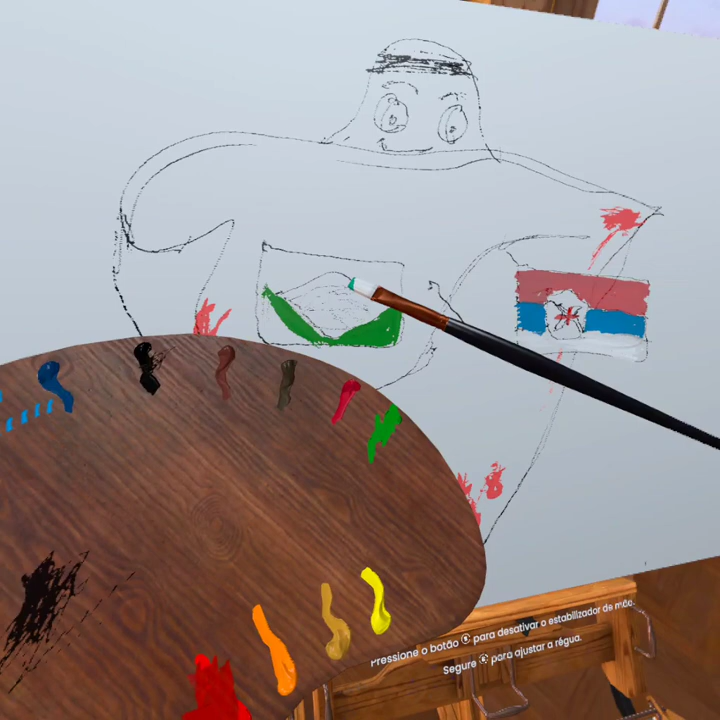 Pressione o botão Ⓑ para desativar o estabilizador de mão.
Segure Ⓑ para ajustar a régua.